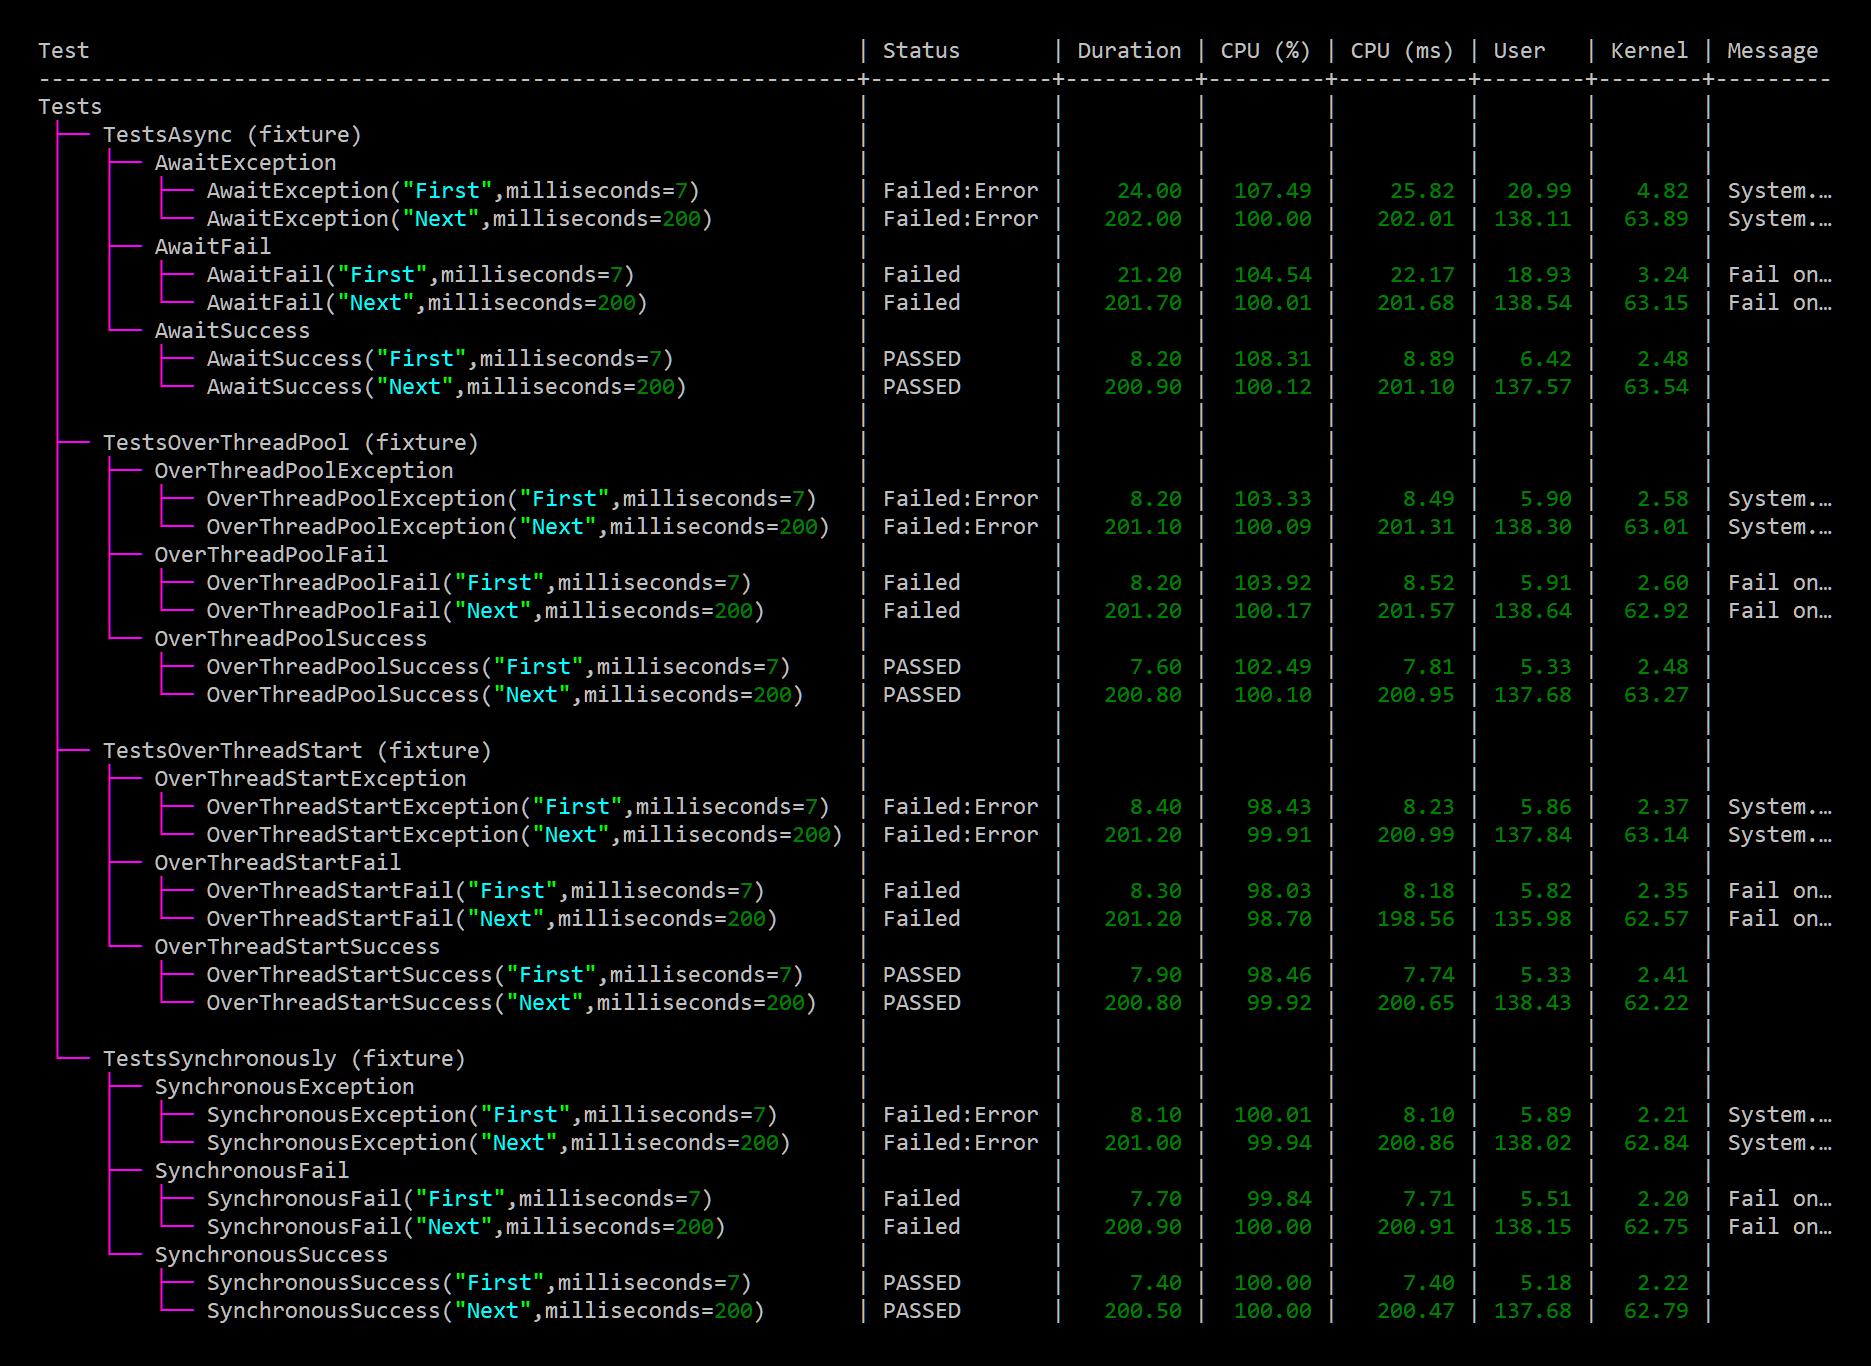 Test | Status | Duration | CPU (%) | CPU (ms) | User | Kernel | Message
---------------------------------------------------------------+--------------+----------+---------+----------+--------+--------+---------
Tests
TestsAsync (fixture)
AwaitException
AwaitException("First",milliseconds=7) | Failed:Error | 24.00 | 107.49 | 25.82 | 20.99 | 4.82 | System.…
AwaitException("Next",milliseconds=200) | Failed:Error | 202.00 | 100.00 | 202.01 | 138.11 | 63.89 | System.…
AwaitFail
AwaitFail("First",milliseconds=7) | Failed | 21.20 | 104.54 | 22.17 | 18.93 | 3.24 | Fail on…
AwaitFail("Next",milliseconds=200) | Failed | 201.70 | 100.01 | 201.68 | 138.54 | 63.15 | Fail on…
AwaitSuccess
AwaitSuccess("First",milliseconds=7) | PASSED | 8.20 | 108.31 | 8.89 | 6.42 | 2.48 |
AwaitSuccess("Next",milliseconds=200) | PASSED | 200.90 | 100.12 | 201.10 | 137.57 | 63.54 |
TestsOverThreadPool (fixture)
OverThreadPoolException
OverThreadPoolException("First",milliseconds=7) | Failed:Error | 8.20 | 103.33 | 8.49 | 5.90 | 2.58 | System.…
OverThreadPoolException("Next",milliseconds=200) | Failed:Error | 201.10 | 100.09 | 201.31 | 138.30 | 63.01 | System.…
OverThreadPoolFail
OverThreadPoolFail("First",milliseconds=7) | Failed | 8.20 | 103.92 | 8.52 | 5.91 | 2.60 | Fail on…
OverThreadPoolFail("Next",milliseconds=200) | Failed | 201.20 | 100.17 | 201.57 | 138.64 | 62.92 | Fail on…
OverThreadPoolSuccess
OverThreadPoolSuccess("First",milliseconds=7) | PASSED | 7.60 | 102.49 | 7.81 | 5.33 | 2.48 |
OverThreadPoolSuccess("Next",milliseconds=200) | PASSED | 200.80 | 100.10 | 200.95 | 137.68 | 63.27 |
TestsOverThreadStart (fixture)
OverThreadStartException
OverThreadStartException("First",milliseconds=7) | Failed:Error | 8.40 | 98.43 | 8.23 | 5.86 | 2.37 | System.…
OverThreadStartException("Next",milliseconds=200) | Failed:Error | 201.20 | 99.91 | 200.99 | 137.84 | 63.14 | System.…
OverThreadStartFail
OverThreadStartFail("First",milliseconds=7) | Failed | 8.30 | 98.03 | 8.18 | 5.82 | 2.35 | Fail on…
OverThreadStartFail("Next",milliseconds=200) | Failed | 201.20 | 98.70 | 198.56 | 135.98 | 62.57 | Fail on…
OverThreadStartSuccess
OverThreadStartSuccess("First",milliseconds=7) | PASSED | 7.90 | 98.46 | 7.74 | 5.33 | 2.41 |
OverThreadStartSuccess("Next",milliseconds=200) | PASSED | 200.80 | 99.92 | 200.65 | 138.43 | 62.22 |
TestsSynchronously (fixture)
SynchronousException
SynchronousException("First",milliseconds=7) | Failed:Error | 8.10 | 100.01 | 8.10 | 5.89 | 2.21 | System.…
SynchronousException("Next",milliseconds=200) | Failed:Error | 201.00 | 99.94 | 200.86 | 138.02 | 62.84 | System.…
SynchronousFail
SynchronousFail("First",milliseconds=7) | Failed | 7.70 | 99.84 | 7.71 | 5.51 | 2.20 | Fail on…
SynchronousFail("Next",milliseconds=200) | Failed | 200.90 | 100.00 | 200.91 | 138.15 | 62.75 | Fail on…
SynchronousSuccess
SynchronousSuccess("First",milliseconds=7) | PASSED | 7.40 | 100.00 | 7.40 | 5.18 | 2.22 |
SynchronousSuccess("Next",milliseconds=200) | PASSED | 200.50 | 100.00 | 200.47 | 137.68 | 62.79 |